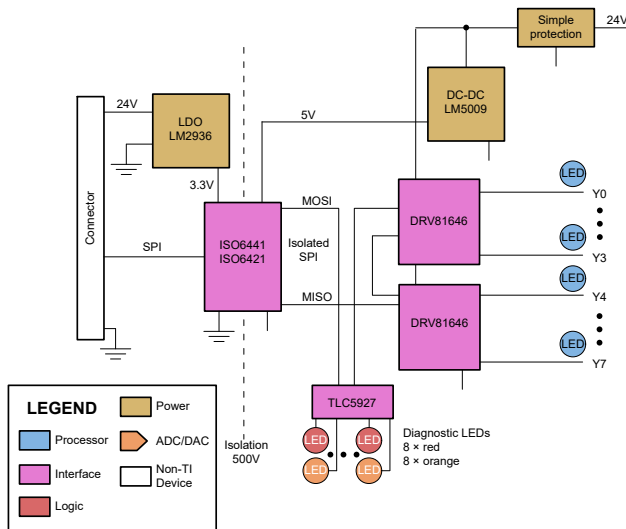 Simple
protection
24V
DC-DC
LM5009
24V
LDO
LM2936
5V
3.3V
Connector
SPI
ISO6441
ISO6421
MOSI
Isolated
SPI
MISO
DRV81646
DRV81646
LED
Y0
LED
Y3
LED
Y4
LED
Y7
TLC5927
LED
LED
LED
LED
Diagnostic LEDs
8 × red
8 × orange
Isolation
500V
LEGEND
Power
Processor
ADC/DAC
Interface
Non-TI
Device
Logic